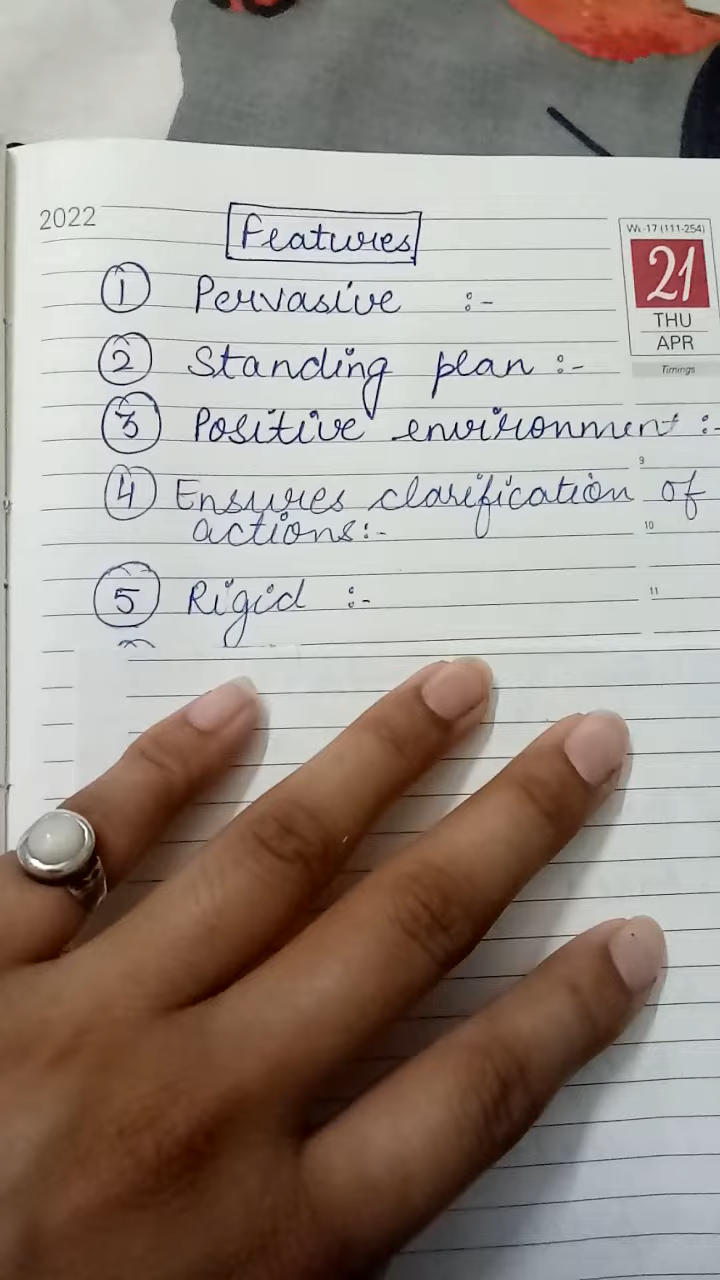 2022
Features
Wk-17 (111-254)
21
THU
APR
Timings
1 Pervasive :-
2 Standing plan :-
3 Positive environment :-
9
4 Ensures clarification of
actions:-
10
5 Rigid :-
11